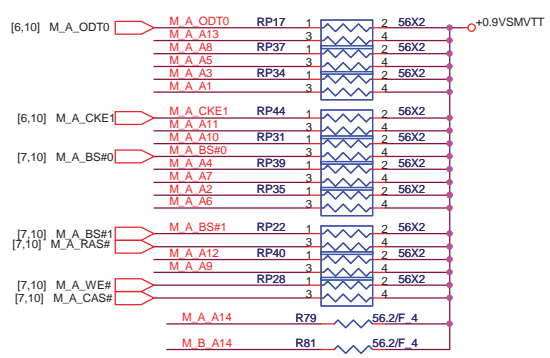 [6,10] M_A_ODT0 M_A_ODT0 RP17 1 2 56X2 +0.9VSMVTT
M_A_A13 3 4
M_A_A8 RP37 1 2 56X2
M_A_A5 3 4
M_A_A3 RP34 1 2 56X2
M_A_A1 3 4
[6,10] M_A_CKE1 M_A_CKE1 RP44 1 2 56X2
M_A_A11 3 4
M_A_A10 RP31 1 2 56X2
[7,10] M_A_BS#0 M_A_BS#0 3 4
M_A_A4 RP39 1 2 56X2
M_A_A7 3 4
M_A_A2 RP35 1 2 56X2
M_A_A6 3 4
[7,10] M_A_BS#1 M_A_BS#1 RP22 1 2 56X2
[7,10] M_A_RAS# 3 4
M_A_A12 RP40 1 2 56X2
M_A_A9 3 4
[7,10] M_A_WE# RP28 1 2 56X2
[7,10] M_A_CAS# 3 4
M_A_A14 R79 56.2/F_4
M_B_A14 R81 56.2/F_4